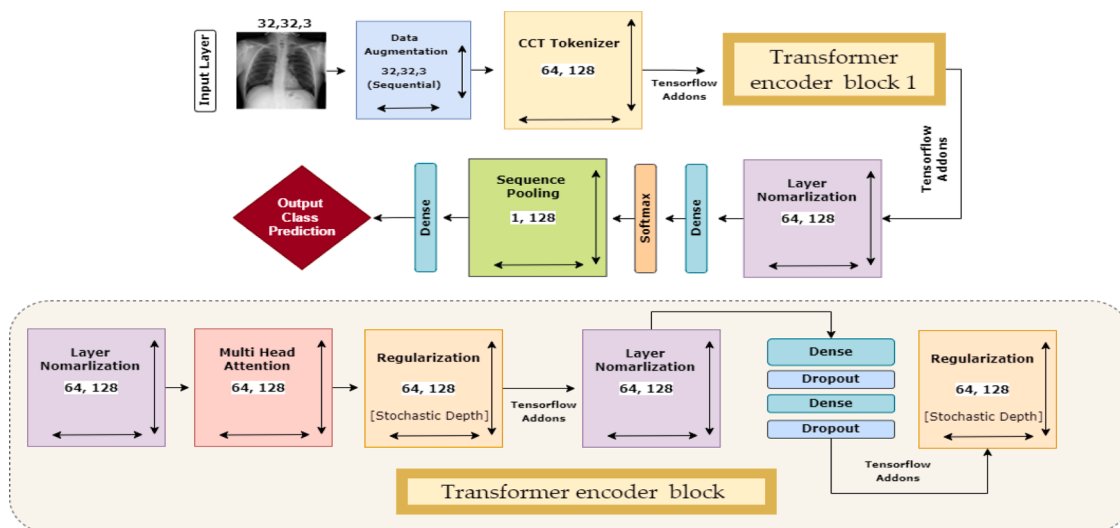 Input Layer
32,32,3
Data
Augmentation
32,32,3
(Sequential)
CCT Tokenizer
64, 128
Tensorflow
Addons
Transformer
encoder block 1
Tensorflow
Addons
Layer
Nomarlization
64, 128
Dense
Softmax
Sequence
Pooling
1, 128
Dense
Output
Class
Prediction
Layer
Nomarlization
64, 128
Multi Head
Attention
64, 128
Regularization
64, 128
[Stochastic Depth]
Tensorflow
Addons
Layer
Nomarlization
64, 128
Dense
Dropout
Dense
Dropout
Tensorflow
Addons
Regularization
64, 128
[Stochastic Depth]
Transformer encoder block